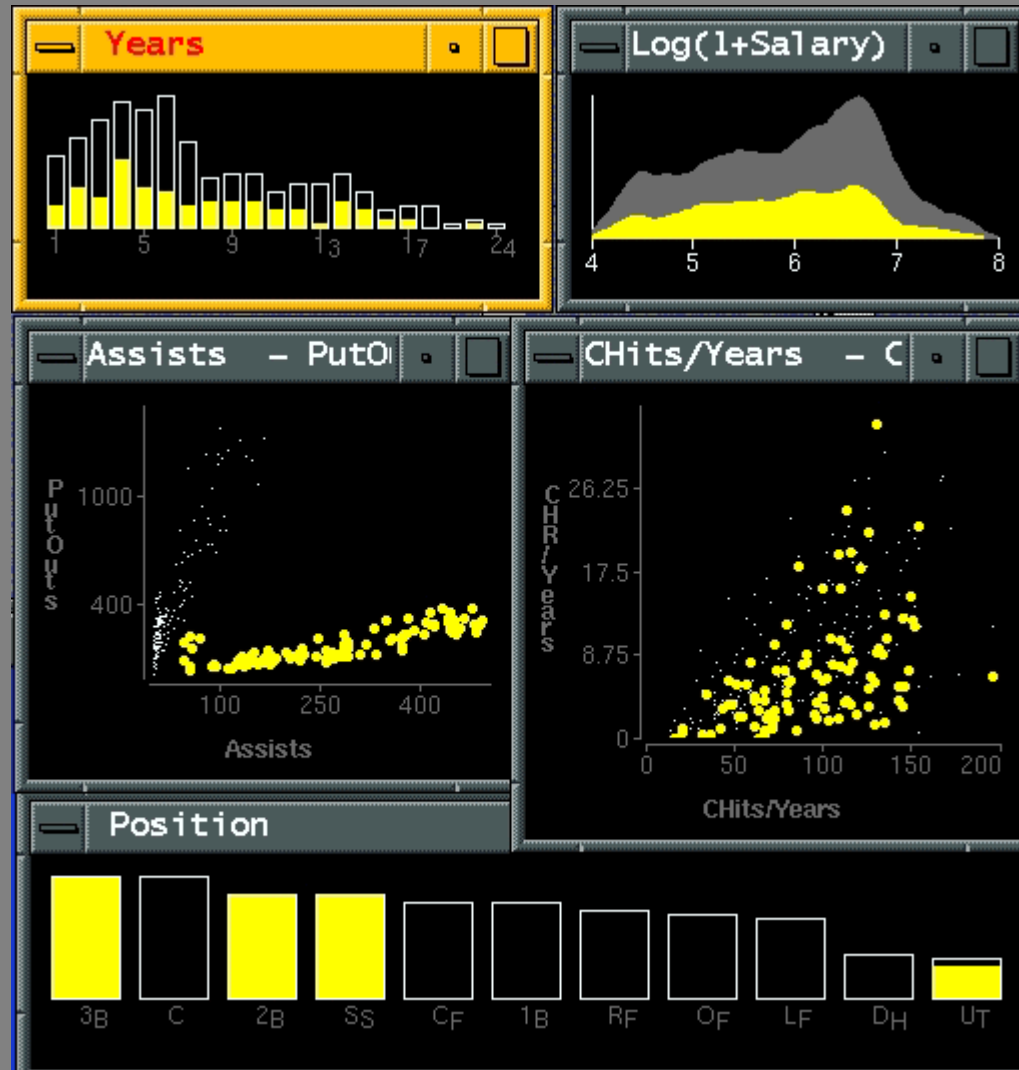 Years
1 5 9 13 17 24
Log(1+Salary)
4 5 6 7 8
Assists - PutO
PutOuts
1000
400
100 250 400
Assists
CHits/Years - C
CHR/Years
26.25
17.5
8.75
0
0 50 100 150 200
CHits/Years
Position
3B C 2B SS CF 1B RF OF LF DH UT